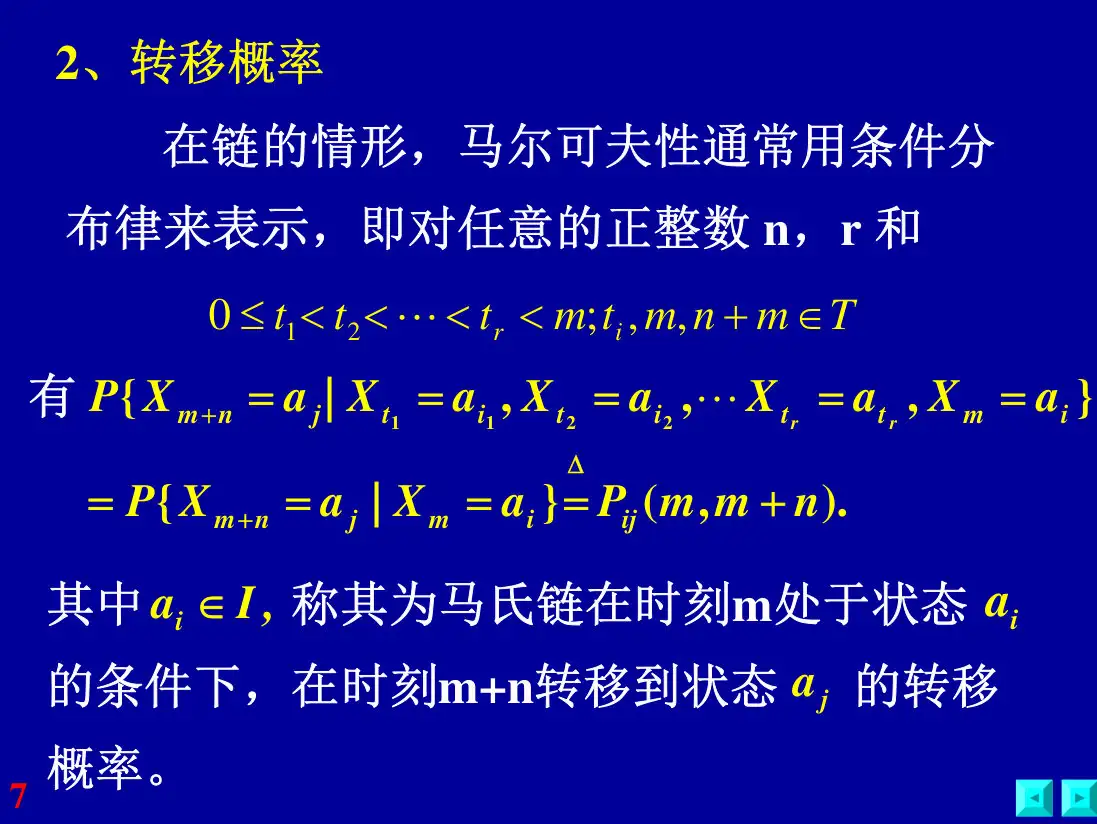 2、转移概率
在链的情形，马尔可夫性通常用条件分
布律来表示，即对任意的正整数 n，r 和
0 ≤ t₁< t₂< ⋯ < tᵣ < m; tᵢ , m, n + m ∈ T
有 P{ X_{m+n} = a_j | X_{t₁} = a_{i₁} , X_{t₂} = a_{i₂} , ⋯ X_{t_r} = a_{t_r} , X_m = a_i }
= P{ X_{m+n} = a_j | X_m = a_i } ≜ P_{ij} (m, m + n).
其中 a_i ∈ I , 称其为马氏链在时刻m处于状态 a_i
的条件下，在时刻m+n转移到状态 a_j 的转移
概率。
7